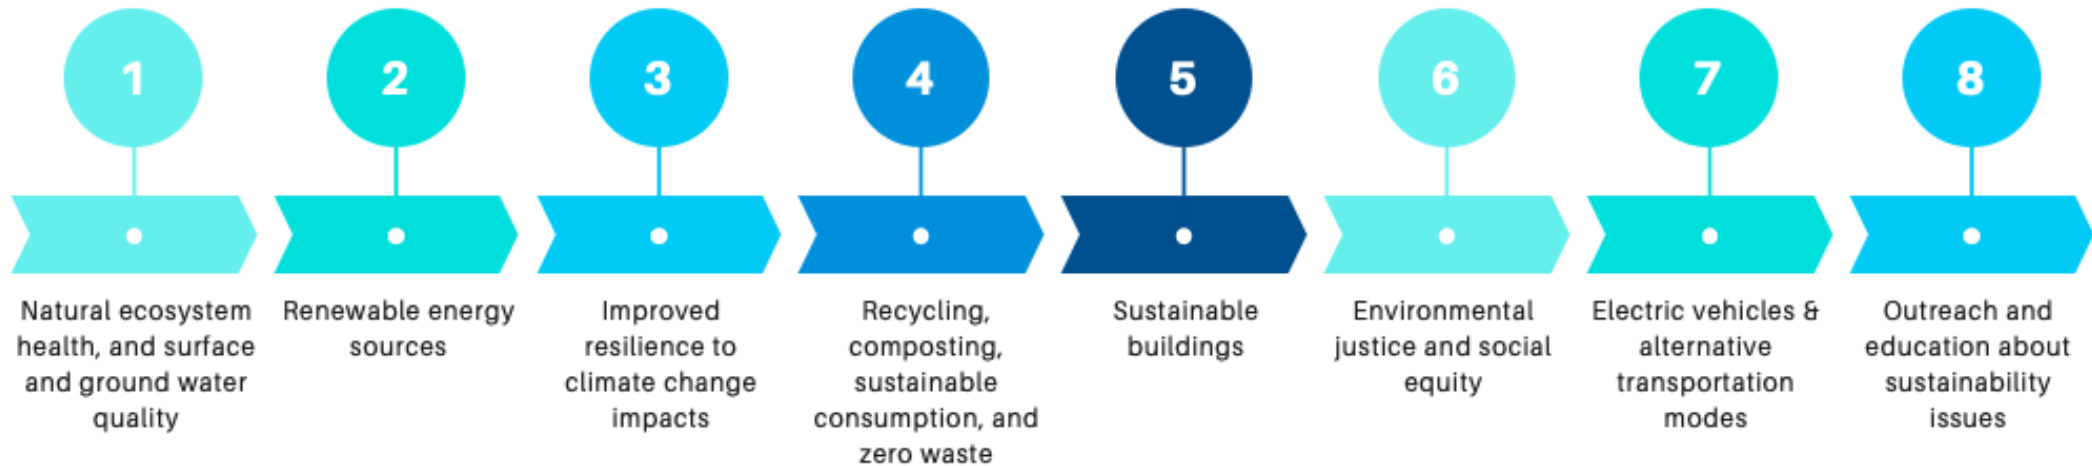 1
Natural ecosystem
health, and surface
and ground water
quality
2
Renewable energy
sources
3
Improved
resilience to
climate change
impacts
4
Recycling,
composting,
sustainable
consumption, and
zero waste
5
Sustainable
buildings
6
Environmental
justice and social
equity
7
Electric vehicles &
alternative
transportation
modes
8
Outreach and
education about
sustainability
issues